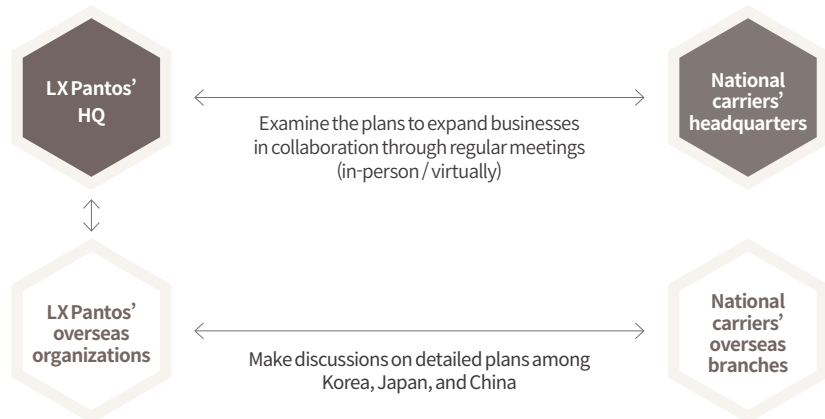 LX Pantos’
HQ
National
carriers’
headquarters
Examine the plans to expand businesses
in collaboration through regular meetings
(in-person / virtually)
LX Pantos’
overseas
organizations
National
carriers’
overseas
branches
Make discussions on detailed plans among
Korea, Japan, and China